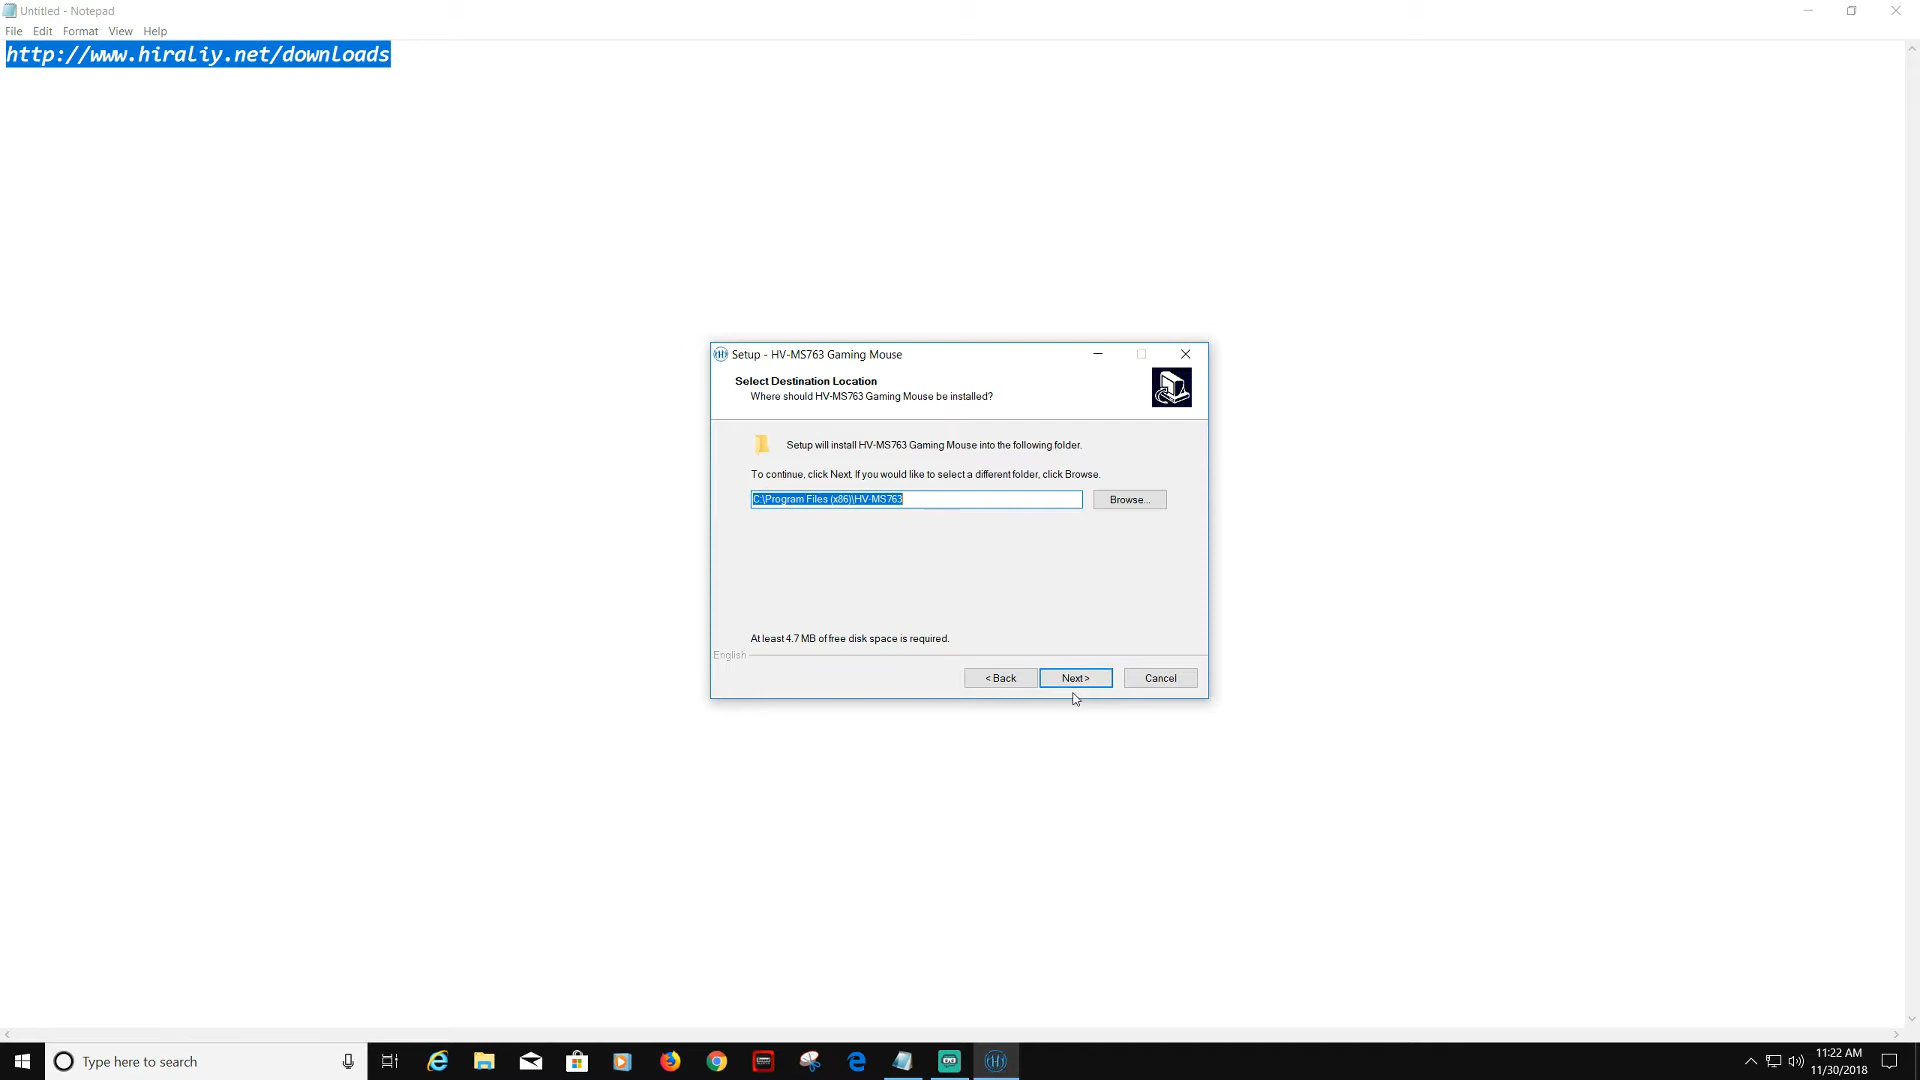 Untitled - Notepad
File Edit Format View Help
http://www.hiraliy.net/downloads
Setup - HV-MS763 Gaming Mouse
Select Destination Location
Where should HV-MS763 Gaming Mouse be installed?
Setup will install HV-MS763 Gaming Mouse into the following folder.
To continue, click Next. If you would like to select a different folder, click Browse.
C:\Program Files (x86)\HV-MS763
Browse...
At least 4.7 MB of free disk space is required.
English
< Back Next > Cancel
Type here to search
11:22 AM
11/30/2018